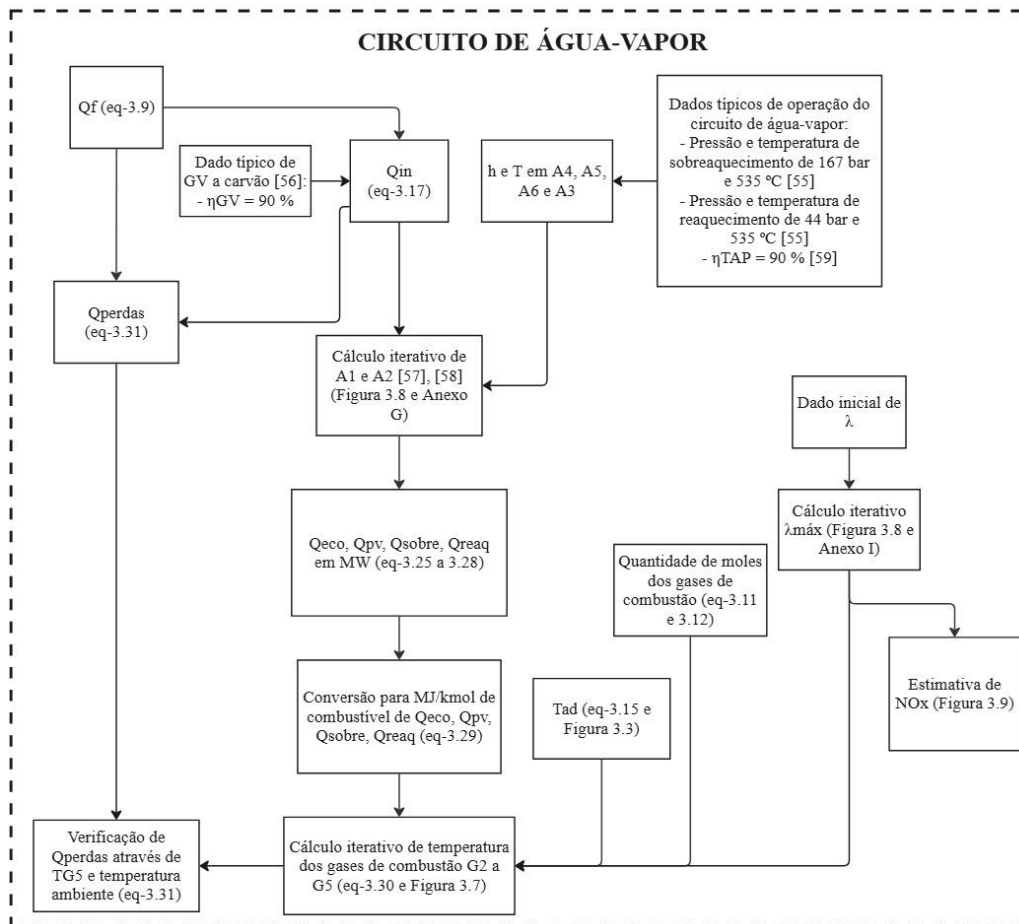 CIRCUITO DE ÁGUA-VAPOR
Qf (eq-3.9)
Dado típico de
GV a carvão [56]:
- ηGV = 90 %
Qin
(eq-3.17)
h e T em A4, A5,
A6 e A3
Dados típicos de operação do
circuito de água-vapor:
- Pressão e temperatura de
sobreaquecimento de 167 bar
e 535 ºC [55]
- Pressão e temperatura de
reaquecimento de 44 bar e
535 ºC [55]
- ηTAP = 90 % [59]
Qperdas
(eq-3.31)
Cálculo iterativo de
A1 e A2 [57], [58]
(Figura 3.8 e Anexo
G)
Dado inicial de
λ
Cálculo iterativo
λmáx (Figura 3.8 e
Anexo I)
Qeco, Qpv, Qsobre, Qreaq
em MW (eq-3.25 a 3.28)
Quantidade de moles
dos gases de
combustão (eq-3.11
e 3.12)
Estimativa de
NOx (Figura 3.9)
Conversão para MJ/kmol de
combustível de Qeco, Qpv,
Qsobre, Qreaq (eq-3.29)
Tad (eq-3.15 e
Figura 3.3)
Verificação de
Qperdas através de
TG5 e temperatura
ambiente (eq-3.31)
Cálculo iterativo de temperatura
dos gases de combustão G2 a
G5 (eq-3.30 e Figura 3.7)